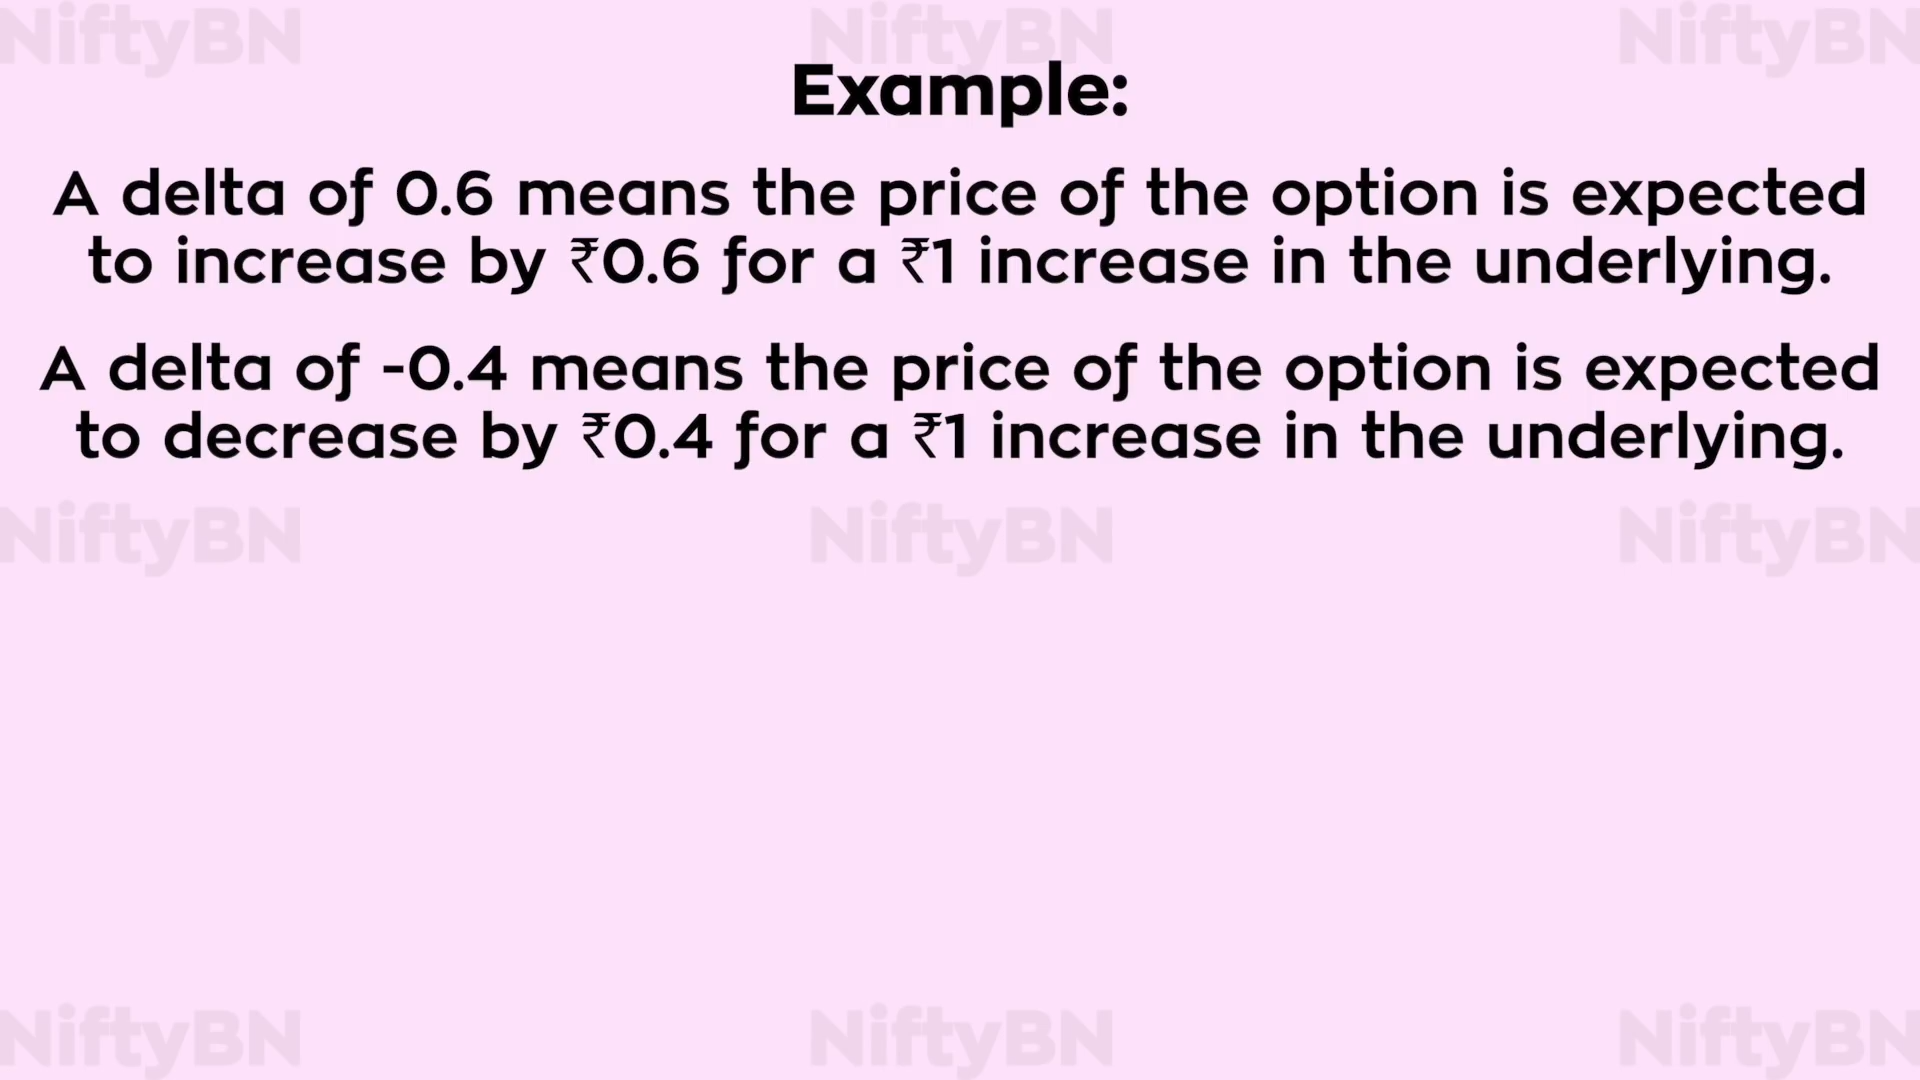 NiftyBN NiftyBN NiftyBN
Example:
A delta of 0.6 means the price of the option is expected
to increase by ₹0.6 for a ₹1 increase in the underlying.
A delta of -0.4 means the price of the option is expected
to decrease by ₹0.4 for a ₹1 increase in the underlying.
NiftyBN NiftyBN NiftyBN
NiftyBN NiftyBN NiftyBN